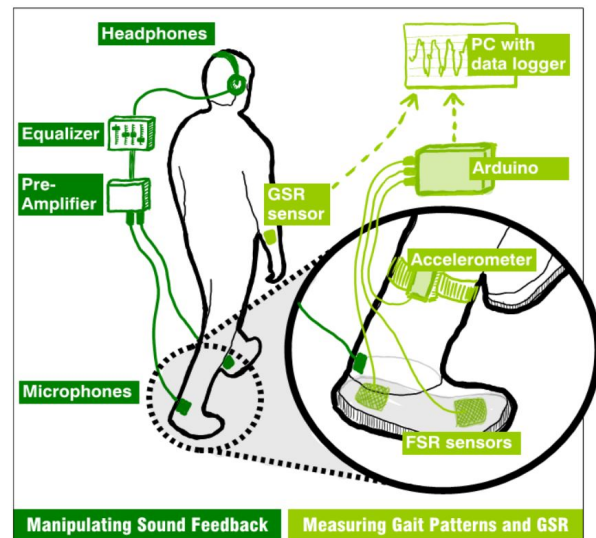 Headphones
PC with
data logger
Equalizer
Pre-
Amplifier
Arduino
GSR
sensor
Accelerometer
Microphones
FSR sensors
Manipulating Sound Feedback
Measuring Gait Patterns and GSR